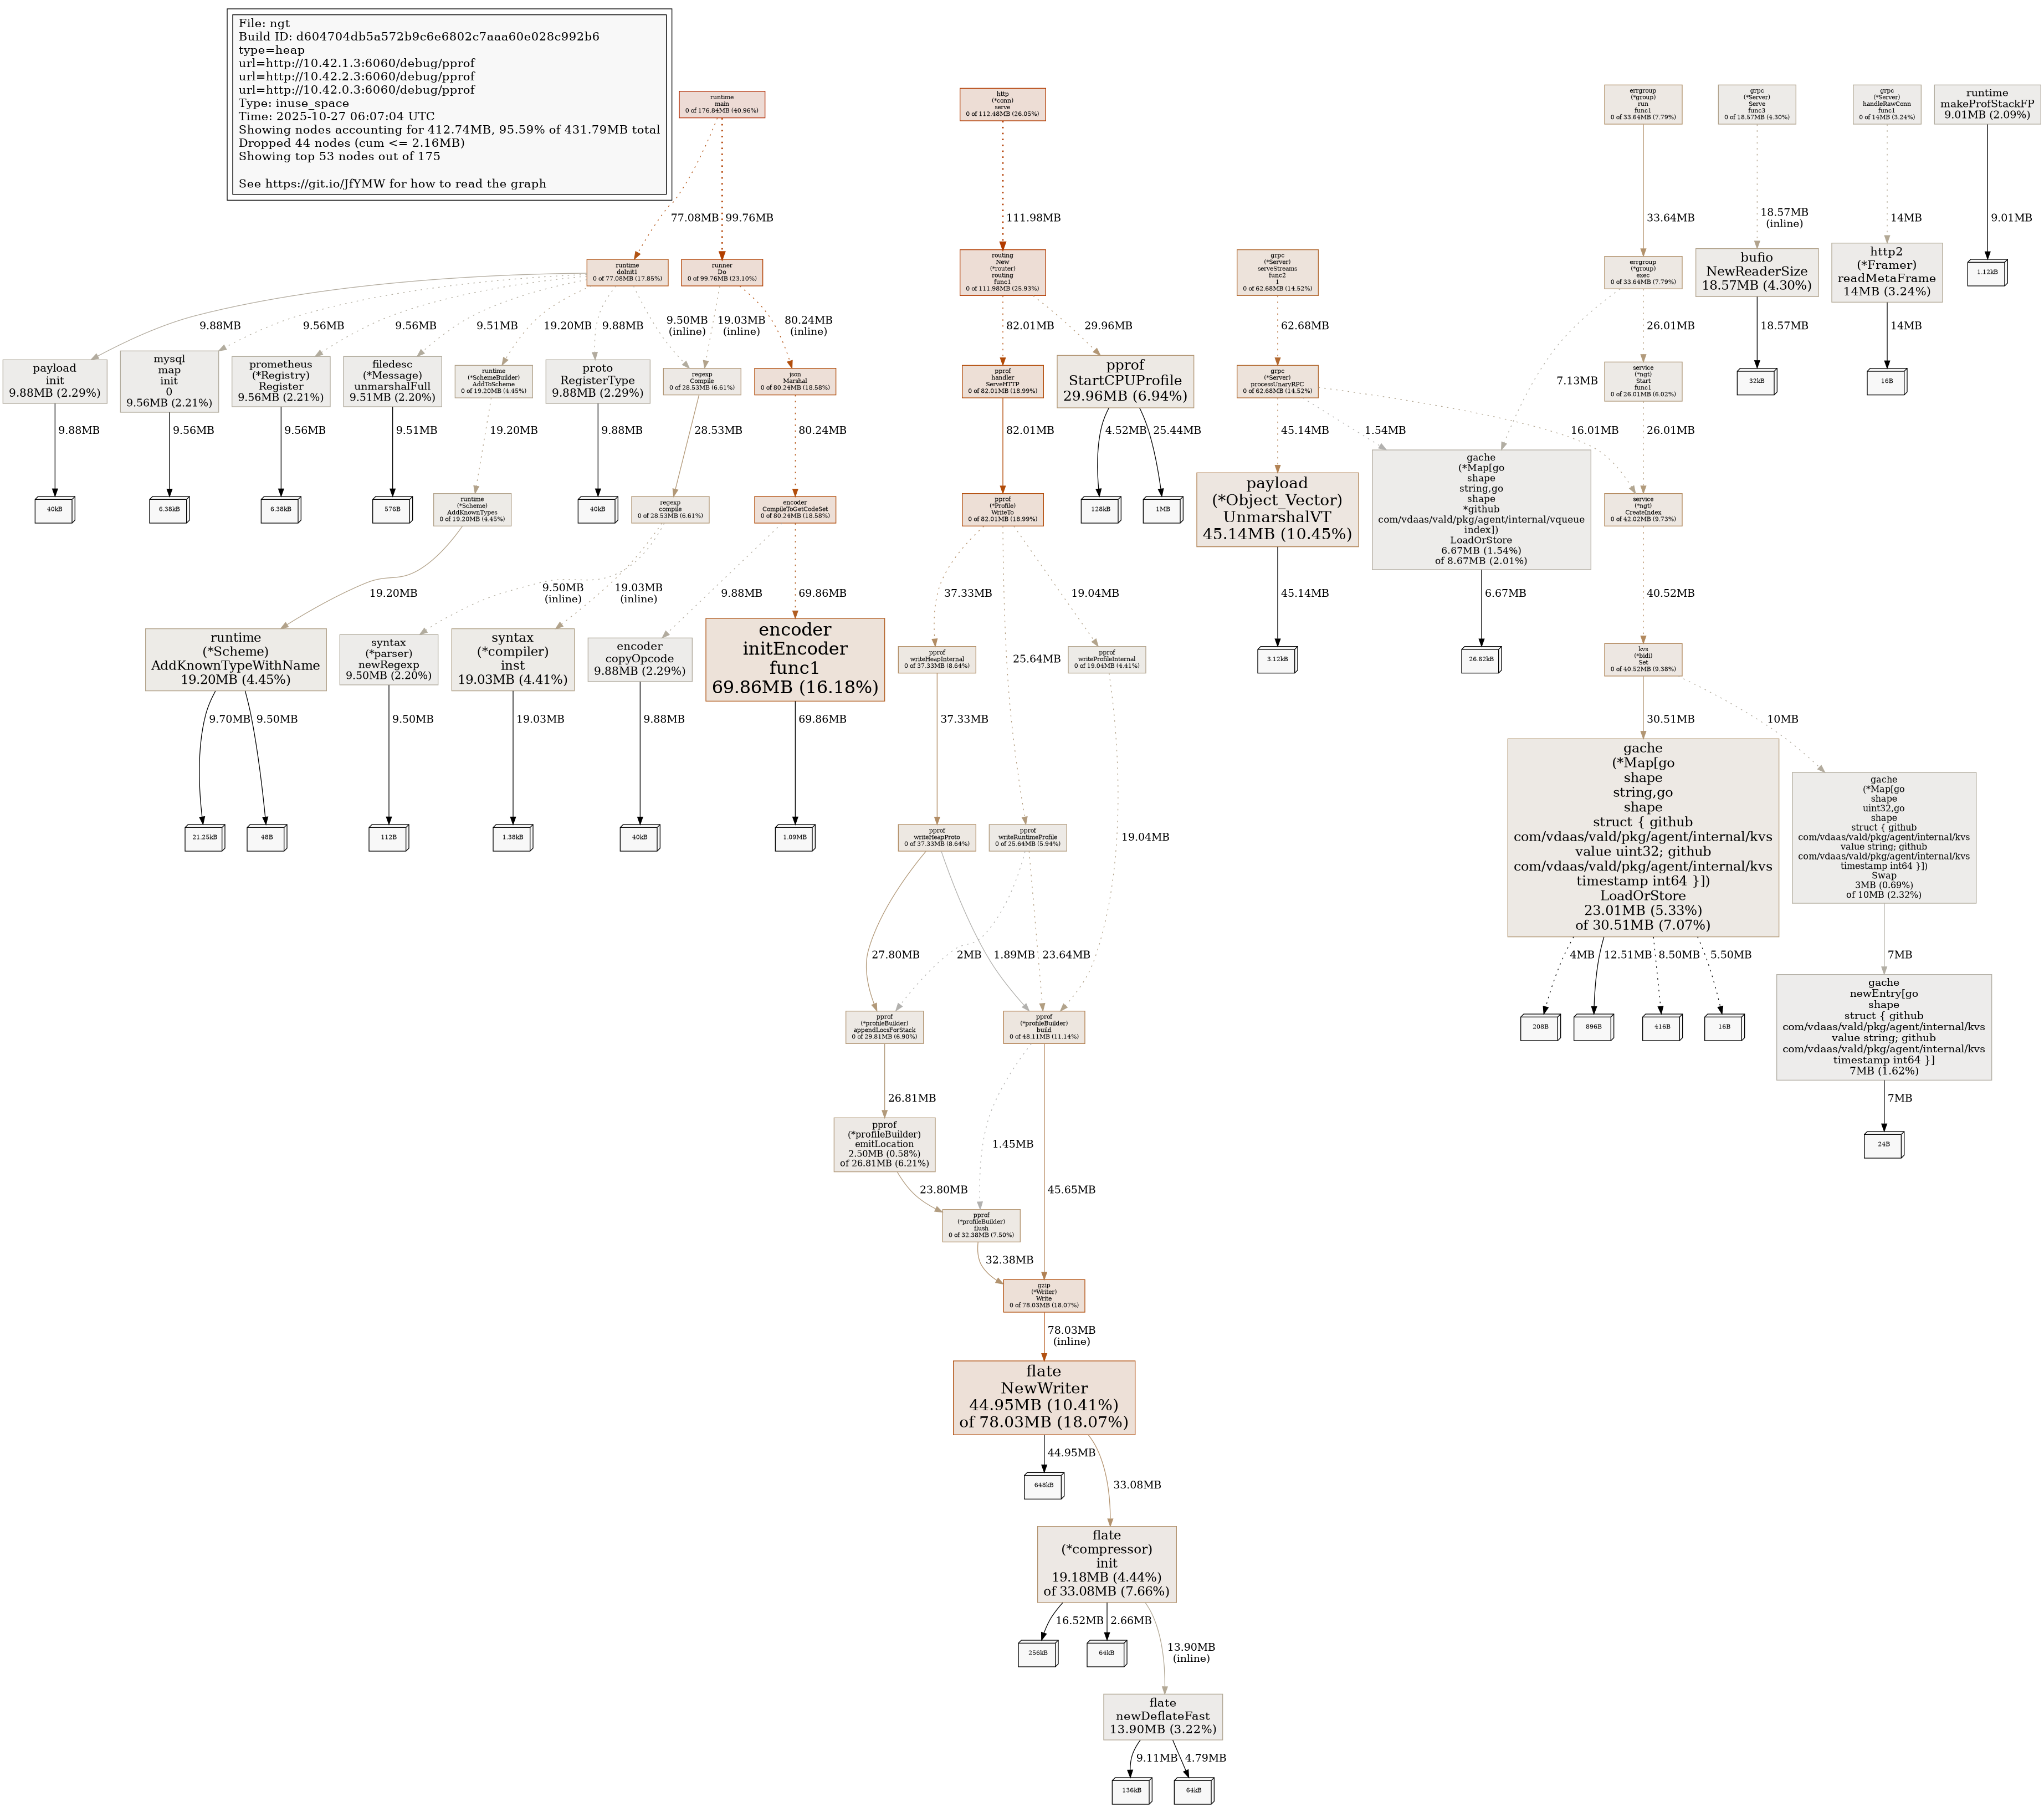 File: ngt
Build ID: d604704db5a572b9c6e6802c7aaa60e028c992b6
type=heap
url=http://10.42.1.3:6060/debug/pprof
url=http://10.42.2.3:6060/debug/pprof
url=http://10.42.0.3:6060/debug/pprof
Type: inuse_space
Time: 2025-10-27 06:07:04 UTC
Showing nodes accounting for 412.74MB, 95.59% of 431.79MB total
Dropped 44 nodes (cum <= 2.16MB)
Showing top 53 nodes out of 175
See https://git.io/JfYMW for how to read the graph
runtime
main
0 of 176.84MB (40.96%)
http
(*conn)
serve
0 of 112.48MB (26.05%)
errgroup
(*group)
run
func1
0 of 33.64MB (7.79%)
grpc
(*Server)
Serve
func3
0 of 18.57MB (4.30%)
grpc
(*Server)
handleRawConn
func1
0 of 14MB (3.24%)
runtime
makeProfStackFP
9.01MB (2.09%)
77.08MB
99.76MB
111.98MB
33.64MB
18.57MB
(inline)
14MB
9.01MB
runtime
doInit1
0 of 77.08MB (17.85%)
runner
Do
0 of 99.76MB (23.10%)
routing
New
(*router)
routing
func1
0 of 111.98MB (25.93%)
grpc
(*Server)
serveStreams
func2
1
0 of 62.68MB (14.52%)
errgroup
(*group)
exec
0 of 33.64MB (7.79%)
bufio
NewReaderSize
18.57MB (4.30%)
http2
(*Framer)
readMetaFrame
14MB (3.24%)
1.12kB
9.88MB
9.56MB
9.56MB
9.51MB
19.20MB
9.88MB
9.50MB
(inline)
19.03MB
(inline)
80.24MB
(inline)
82.01MB
29.96MB
62.68MB
7.13MB
26.01MB
18.57MB
14MB
payload
init
9.88MB (2.29%)
mysql
map
init
0
9.56MB (2.21%)
prometheus
(*Registry)
Register
9.56MB (2.21%)
filedesc
(*Message)
unmarshalFull
9.51MB (2.20%)
runtime
(*SchemeBuilder)
AddToScheme
0 of 19.20MB (4.45%)
proto
RegisterType
9.88MB (2.29%)
regexp
Compile
0 of 28.53MB (6.61%)
json
Marshal
0 of 80.24MB (18.58%)
pprof
handler
ServeHTTP
0 of 82.01MB (18.99%)
pprof
StartCPUProfile
29.96MB (6.94%)
grpc
(*Server)
processUnaryRPC
0 of 62.68MB (14.52%)
service
(*ngt)
Start
func1
0 of 26.01MB (6.02%)
32kB
16B
9.88MB
9.56MB
9.56MB
9.51MB
19.20MB
9.88MB
28.53MB
80.24MB
82.01MB
4.52MB
25.44MB
45.14MB
1.54MB
16.01MB
26.01MB
40kB
6.38kB
6.38kB
576B
runtime
(*Scheme)
AddKnownTypes
0 of 19.20MB (4.45%)
40kB
regexp
compile
0 of 28.53MB (6.61%)
encoder
CompileToGetCodeSet
0 of 80.24MB (18.58%)
pprof
(*Profile)
WriteTo
0 of 82.01MB (18.99%)
128kB
1MB
payload
(*Object_Vector)
UnmarshalVT
45.14MB (10.45%)
gache
(*Map[go
shape
string,go
shape
*github
com/vdaas/vald/pkg/agent/internal/vqueue
index])
LoadOrStore
6.67MB (1.54%)
of 8.67MB (2.01%)
service
(*ngt)
CreateIndex
0 of 42.02MB (9.73%)
19.20MB
9.50MB
(inline)
19.03MB
(inline)
9.88MB
69.86MB
37.33MB
25.64MB
19.04MB
45.14MB
6.67MB
40.52MB
runtime
(*Scheme)
AddKnownTypeWithName
19.20MB (4.45%)
syntax
(*parser)
newRegexp
9.50MB (2.20%)
syntax
(*compiler)
inst
19.03MB (4.41%)
encoder
copyOpcode
9.88MB (2.29%)
encoder
initEncoder
func1
69.86MB (16.18%)
pprof
writeHeapInternal
0 of 37.33MB (8.64%)
pprof
writeProfileInternal
0 of 19.04MB (4.41%)
3.12kB
26.62kB
kvs
(*bidi)
Set
0 of 40.52MB (9.38%)
9.70MB
9.50MB
9.50MB
19.03MB
9.88MB
69.86MB
37.33MB
30.51MB
10MB
21.25kB
48B
112B
1.38kB
40kB
1.09MB
pprof
writeHeapProto
0 of 37.33MB (8.64%)
pprof
writeRuntimeProfile
0 of 25.64MB (5.94%)
19.04MB
gache
(*Map[go
shape
string,go
shape
struct { github
com/vdaas/vald/pkg/agent/internal/kvs
value uint32; github
com/vdaas/vald/pkg/agent/internal/kvs
timestamp int64 }])
LoadOrStore
23.01MB (5.33%)
of 30.51MB (7.07%)
gache
(*Map[go
shape
uint32,go
shape
struct { github
com/vdaas/vald/pkg/agent/internal/kvs
value string; github
com/vdaas/vald/pkg/agent/internal/kvs
timestamp int64 }])
Swap
3MB (0.69%)
of 10MB (2.32%)
27.80MB
2MB
1.89MB
23.64MB
4MB
12.51MB
8.50MB
5.50MB
7MB
pprof
(*profileBuilder)
appendLocsForStack
0 of 29.81MB (6.90%)
pprof
(*profileBuilder)
build
0 of 48.11MB (11.14%)
208B
896B
416B
16B
gache
newEntry[go
shape
struct { github
com/vdaas/vald/pkg/agent/internal/kvs
value string; github
com/vdaas/vald/pkg/agent/internal/kvs
timestamp int64 }]
7MB (1.62%)
26.81MB
7MB
pprof
(*profileBuilder)
emitLocation
2.50MB (0.58%)
of 26.81MB (6.21%)
1.45MB
24B
23.80MB
45.65MB
pprof
(*profileBuilder)
flush
0 of 32.38MB (7.50%)
32.38MB
gzip
(*Writer)
Write
0 of 78.03MB (18.07%)
78.03MB
(inline)
flate
NewWriter
44.95MB (10.41%)
of 78.03MB (18.07%)
44.95MB
33.08MB
648kB
flate
(*compressor)
init
19.18MB (4.44%)
of 33.08MB (7.66%)
16.52MB
2.66MB
13.90MB
(inline)
256kB
64kB
flate
newDeflateFast
13.90MB (3.22%)
9.11MB
4.79MB
136kB
64kB